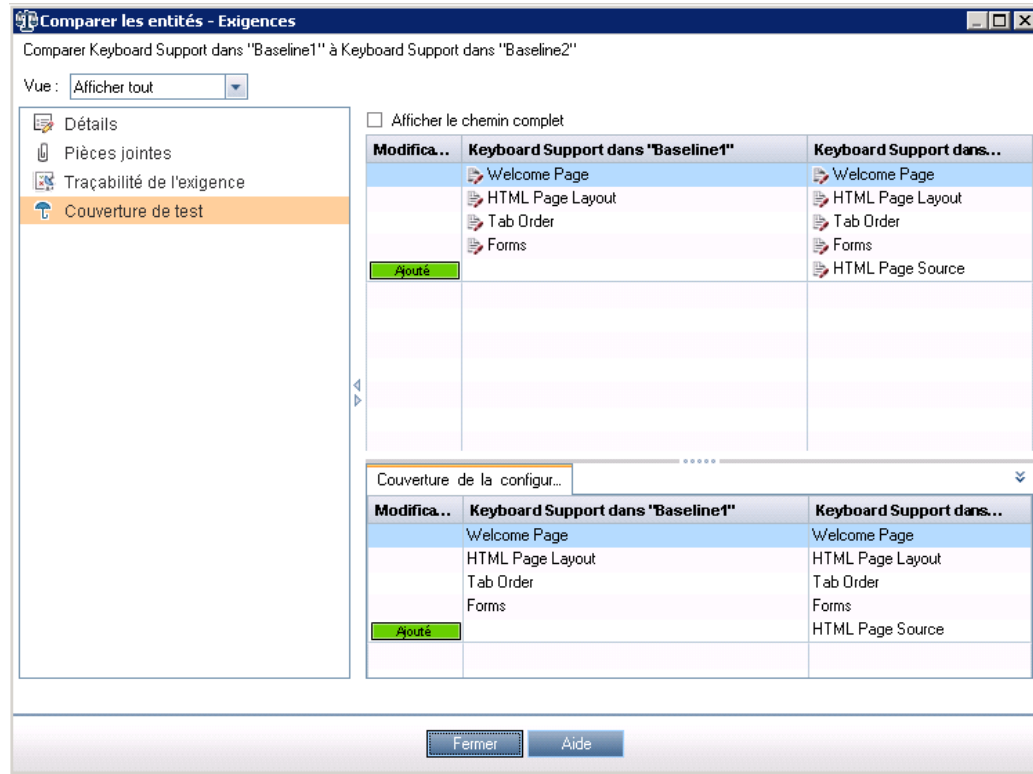 Comparer les entités - Exigences
Comparer Keyboard Support dans "Baseline1" à Keyboard Support dans "Baseline2"
Vue : Afficher tout
Détails
Pièces jointes
Traçabilité de l'exigence
Couverture de test
Afficher le chemin complet
Modifica... Keyboard Support dans "Baseline1" Keyboard Support dans...
Welcome Page Welcome Page
HTML Page Layout HTML Page Layout
Tab Order Tab Order
Forms Forms
Ajouté HTML Page Source
Couverture de la configur...
Modifica... Keyboard Support dans "Baseline1" Keyboard Support dans...
Welcome Page Welcome Page
HTML Page Layout HTML Page Layout
Tab Order Tab Order
Forms Forms
Ajouté HTML Page Source
Fermer Aide